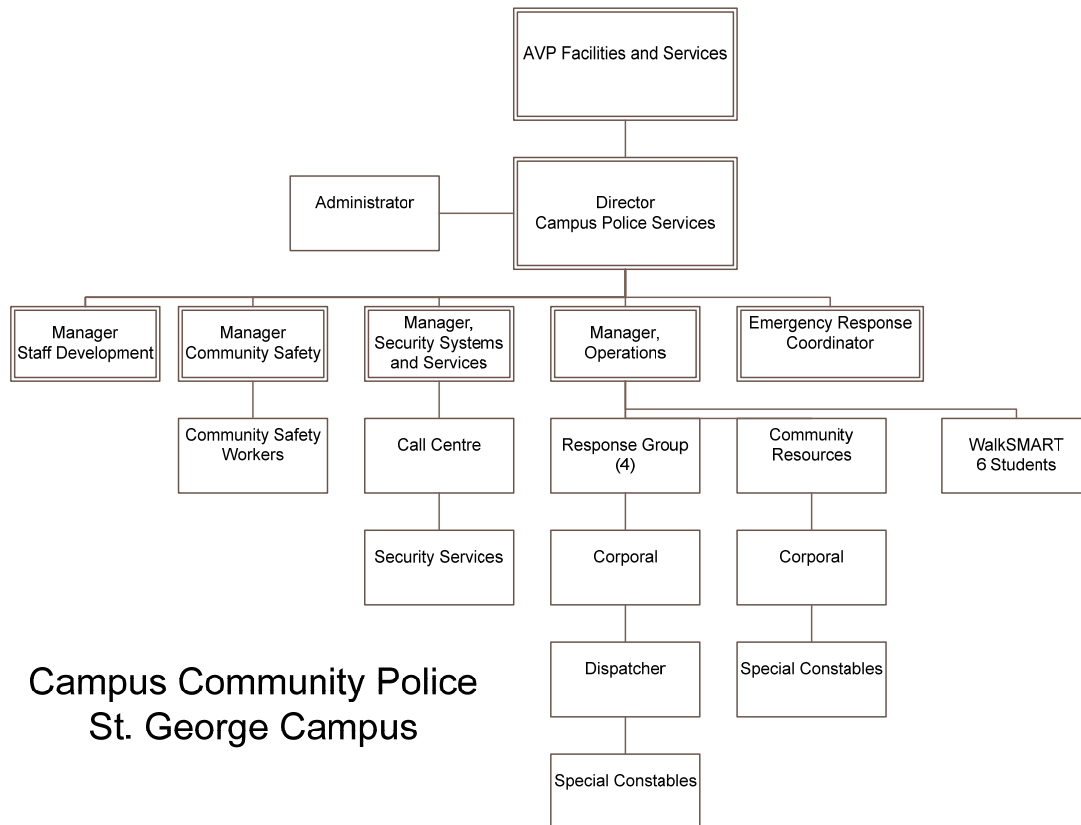 AVP Facilities and Services
Administrator
Director
Campus Police Services
Manager
Staff Development
Manager
Community Safety
Manager,
Security Systems
and Services
Manager,
Operations
Emergency Response
Coordinator
Community Safety
Workers
Call Centre
Response Group
(4)
Community
Resources
WalkSMART
6 Students
Security Services
Corporal
Corporal
Dispatcher
Special Constables
Special Constables
Campus Community Police
St. George Campus